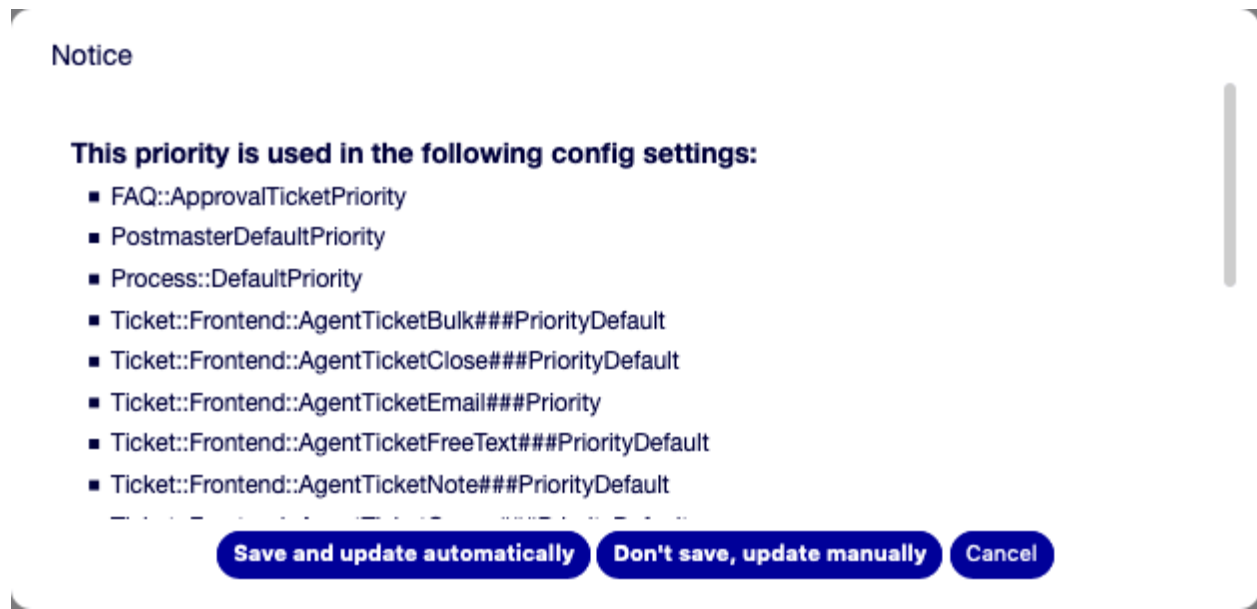 Notice
This priority is used in the following config settings:
FAQ::ApprovalTicketPriority
PostmasterDefaultPriority
Process::DefaultPriority
Ticket::Frontend::AgentTicketBulk###PriorityDefault
Ticket::Frontend::AgentTicketClose###PriorityDefault
Ticket::Frontend::AgentTicketEmail###Priority
Ticket::Frontend::AgentTicketFreeText###PriorityDefault
Ticket::Frontend::AgentTicketNote###PriorityDefault
Save and update automatically Don't save, update manually Cancel